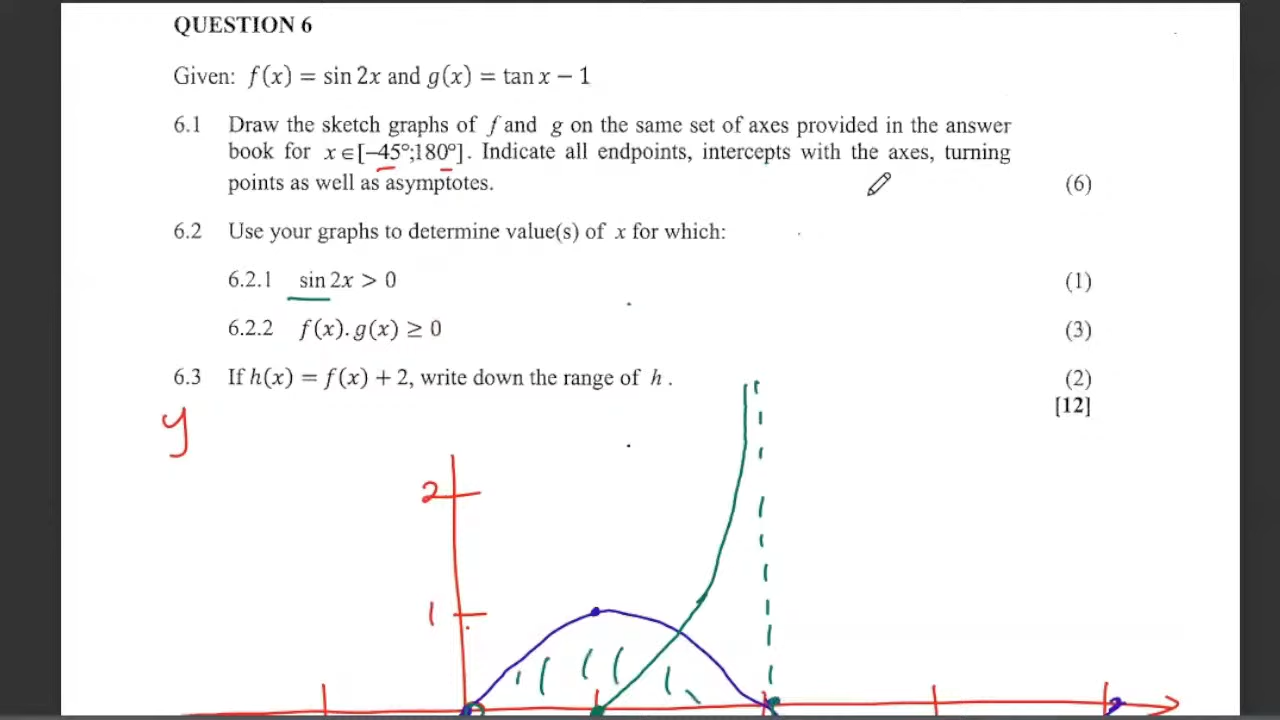 QUESTION 6
Given: f(x) = sin 2x and g(x) = tan x − 1
6.1 Draw the sketch graphs of f and g on the same set of axes provided in the answer
book for x ∈ [−45°;180°]. Indicate all endpoints, intercepts with the axes, turning
points as well as asymptotes. (6)
6.2 Use your graphs to determine value(s) of x for which:
6.2.1 sin 2x > 0 (1)
6.2.2 f(x). g(x) ≥ 0 (3)
6.3 If h(x) = f(x) + 2, write down the range of h . (2)
[12]
y
2
1